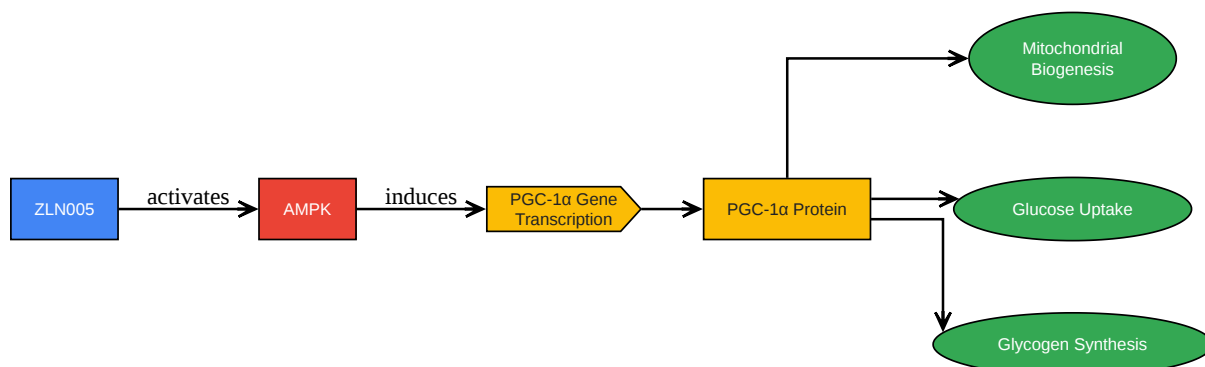 Mitochondrial
Biogenesis
ZLN005
activates
AMPK
induces
PGC-1α Gene
Transcription
PGC-1α Protein
Glucose Uptake
Glycogen Synthesis